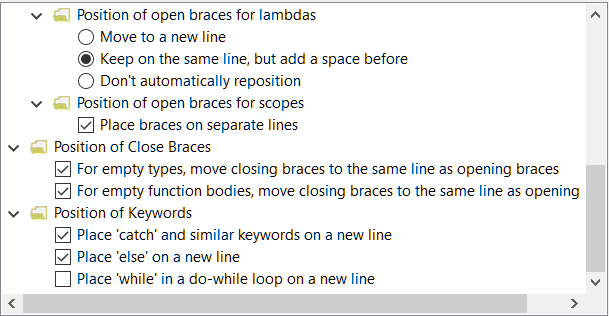 Position of open braces for lambdas
Move to a new line
Keep on the same line, but add a space before
Don't automatically reposition
Position of open braces for scopes
Place braces on separate lines
Position of Close Braces
For empty types, move closing braces to the same line as opening braces
For empty function bodies, move closing braces to the same line as opening
Position of Keywords
Place 'catch' and similar keywords on a new line
Place 'else' on a new line
Place 'while' in a do-while loop on a new line